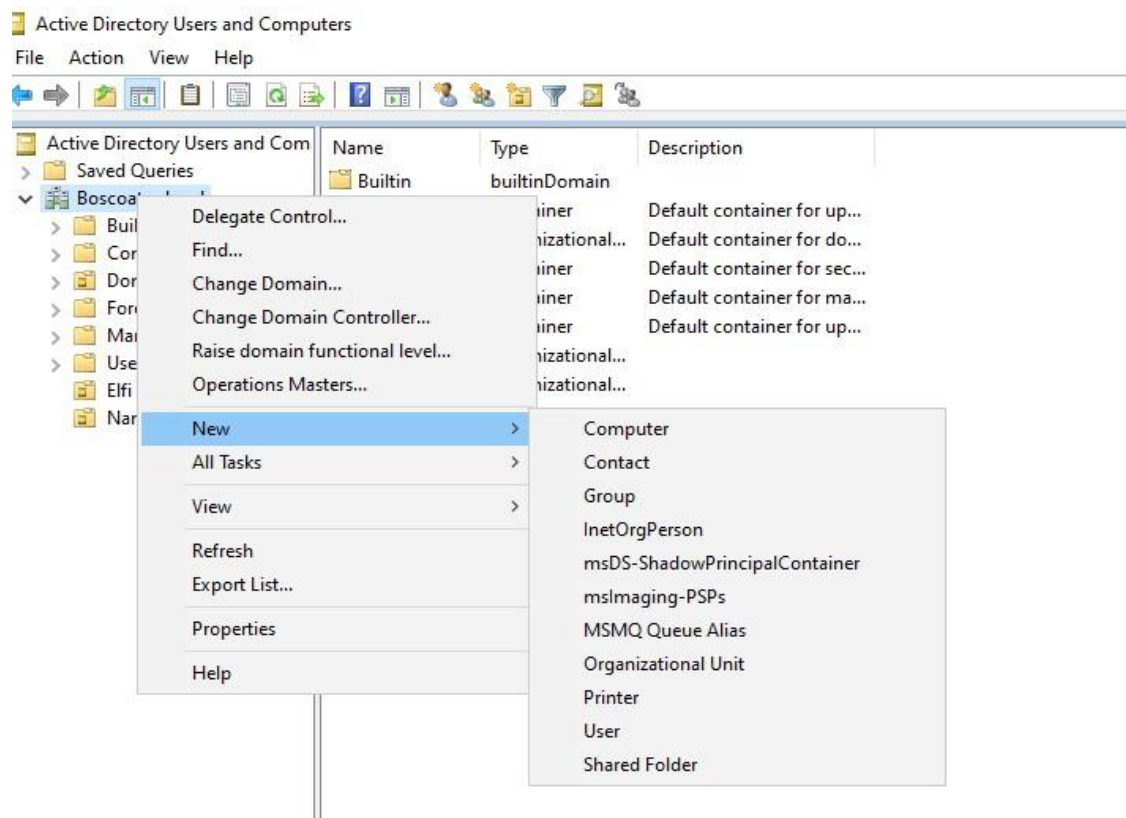 Active Directory Users and Computers
File Action View Help
Active Directory Users and Com
Name Type Description
Saved Queries
Builtin builtinDomain
Delegate Control...
Find...
Change Domain...
Change Domain Controller...
Raise domain functional level...
Operations Masters...
New
All Tasks
View
Refresh
Export List...
Properties
Help
Default container for up...
Default container for do...
Default container for sec...
Default container for ma...
Default container for up...
Elfi
Computer
Contact
Group
InetOrgPerson
msDS-ShadowPrincipalContainer
msImaging-PSPs
MSMQ Queue Alias
Organizational Unit
Printer
User
Shared Folder